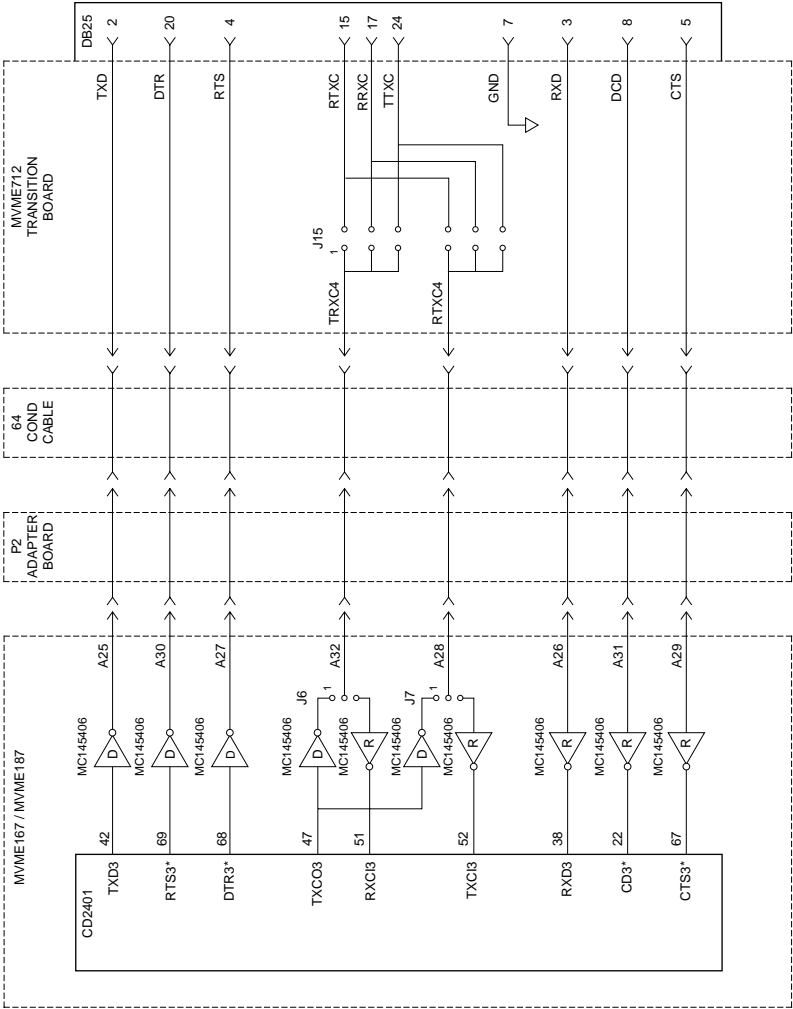 DB25
2
20
4
15
17
24
7
3
8
5
TXD
DTR
RTS
RTXC
RRXC
TTXC
GND
RXD
DCD
CTS
MVME712
TRANSITION
BOARD
J15
1
TRXC4
RTXC4
64
COND
CABLE
P2
ADAPTER
BOARD
MVME167 / MVME187
A25
A30
A27
A32
A28
A26
A31
A29
J6
1
J7
1
MC145406
MC145406
MC145406
MC145406
MC145406
MC145406
MC145406
MC145406
MC145406
MC145406
D
D
D
D
R
D
R
R
R
R
42
69
68
47
51
52
38
22
67
TXD3
RTS3*
DTR3*
TXCO3
RXCI3
TXCI3
RXD3
CD3*
CTS3*
CD2401